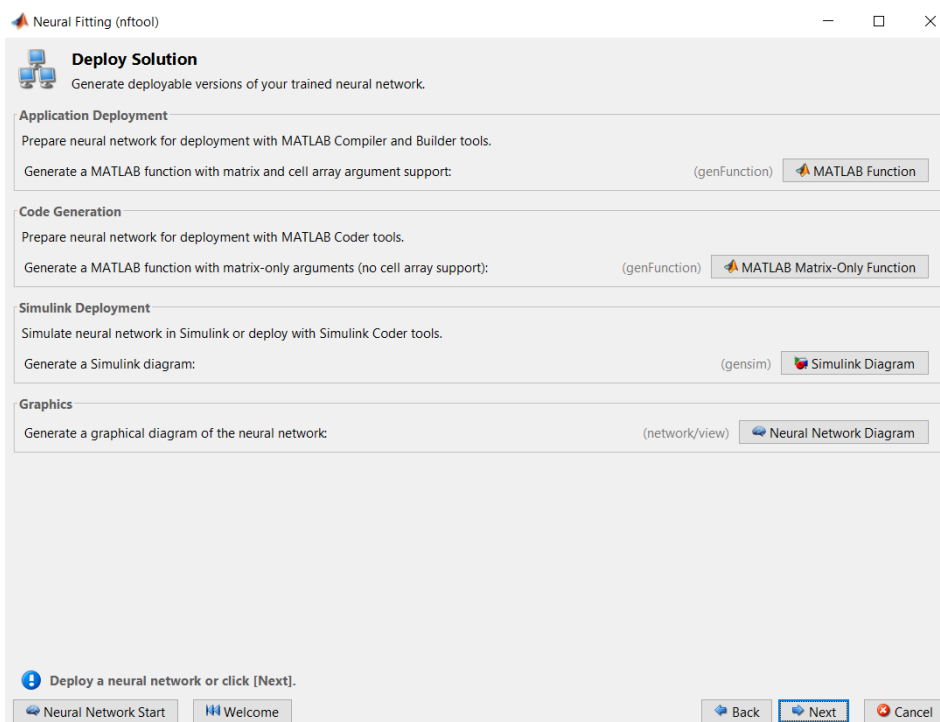 Neural Fitting (nftool)
Deploy Solution
Generate deployable versions of your trained neural network.
Application Deployment
Prepare neural network for deployment with MATLAB Compiler and Builder tools.
Generate a MATLAB function with matrix and cell array argument support: (genFunction) MATLAB Function
Code Generation
Prepare neural network for deployment with MATLAB Coder tools.
Generate a MATLAB function with matrix-only arguments (no cell array support): (genFunction) MATLAB Matrix-Only Function
Simulink Deployment
Simulate neural network in Simulink or deploy with Simulink Coder tools.
Generate a Simulink diagram: (gensim) Simulink Diagram
Graphics
Generate a graphical diagram of the neural network: (network/view) Neural Network Diagram
Deploy a neural network or click [Next].
Neural Network Start Welcome Back Next Cancel